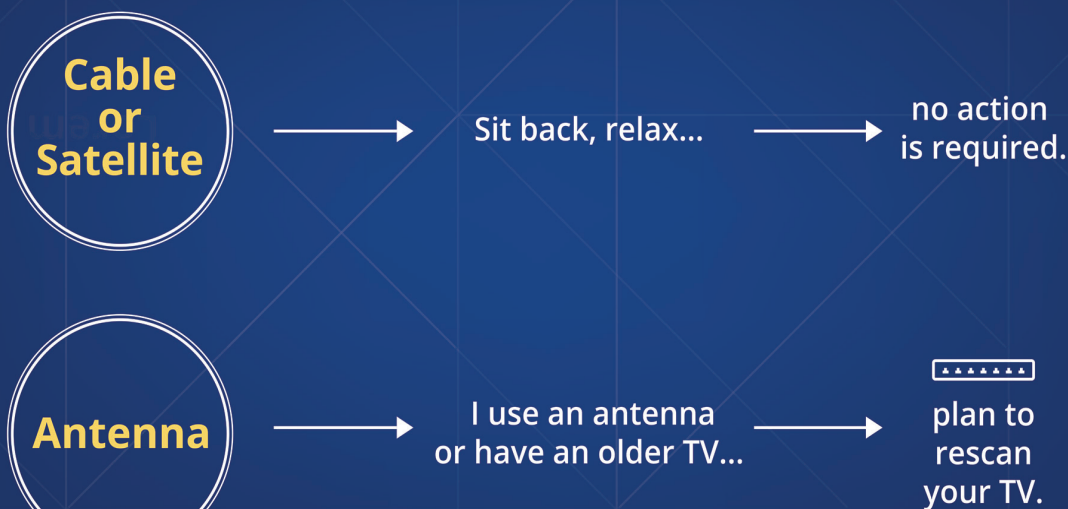 Cable
or
Satellite
Sit back, relax...
no action
is required.
Antenna
I use an antenna
or have an older TV...
plan to
rescan
your TV.